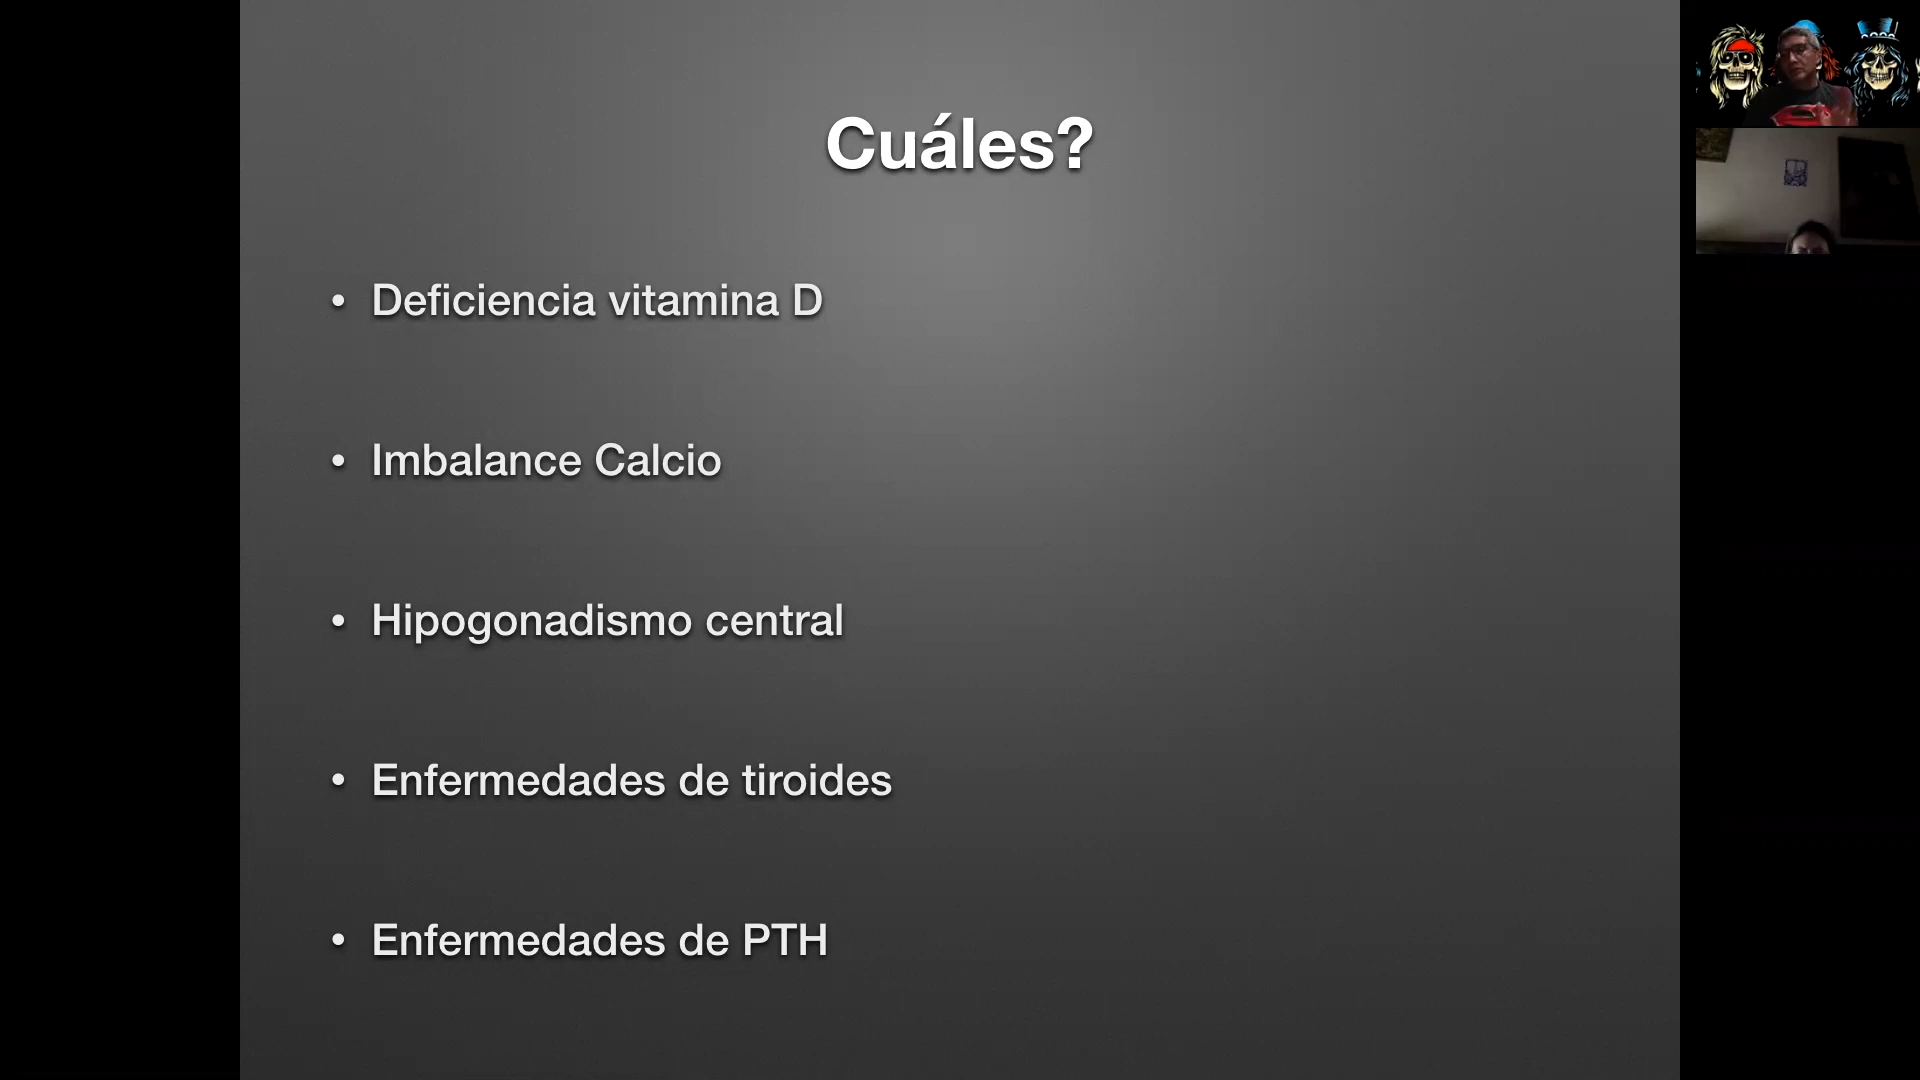 Cuáles?
• Deficiencia vitamina D
• Imbalance Calcio
• Hipogonadismo central
• Enfermedades de tiroides
• Enfermedades de PTH